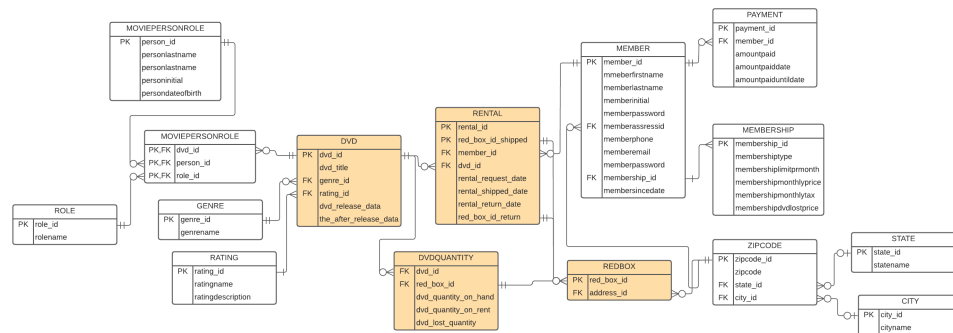 MOVIEPERSONROLE
PK person_id
personlastname
personlastname
personinitial
persondateofbirth
MOVIEPERSONROLE
PK,FK dvd_id
PK,FK person_id
PK,FK role_id
ROLE
PK role_id
rolename
GENRE
PK genre_id
genrename
RATING
PK rating_id
ratingname
ratingdescription
DVD
PK dvd_id
dvd_title
FK genre_id
FK rating_id
dvd_release_data
the_after_release_data
RENTAL
PK rental_id
PK red_box_id_shipped
FK member_id
FK dvd_id
rental_request_date
rental_shipped_date
rental_return_date
red_box_id_return
DVDQUANTITY
FK dvd_id
FK red_box_id
dvd_quantity_on_hand
dvd_quantity_on_rent
dvd_lost_quantity
REDBOX
PK red_box_id
FK address_id
MEMBER
PK member_id
mmeberfirstname
memberlastname
memberinitial
memberpassword
FK memberassressid
memberphone
memberemail
memberpassword
FK membership_id
membersincedate
PAYMENT
PK payment_id
FK member_id
amountpaid
amountpaiddate
amountpaiduntildate
MEMBERSHIP
PK membership_id
membershiptype
membershiplimitprmonth
membershipmonthlyprice
membershipmonthlytax
membershipdvdlostprice
ZIPCODE
PK zipcode_id
zipcode
FK state_id
FK city_id
STATE
PK state_id
statename
CITY
PK city_id
cityname